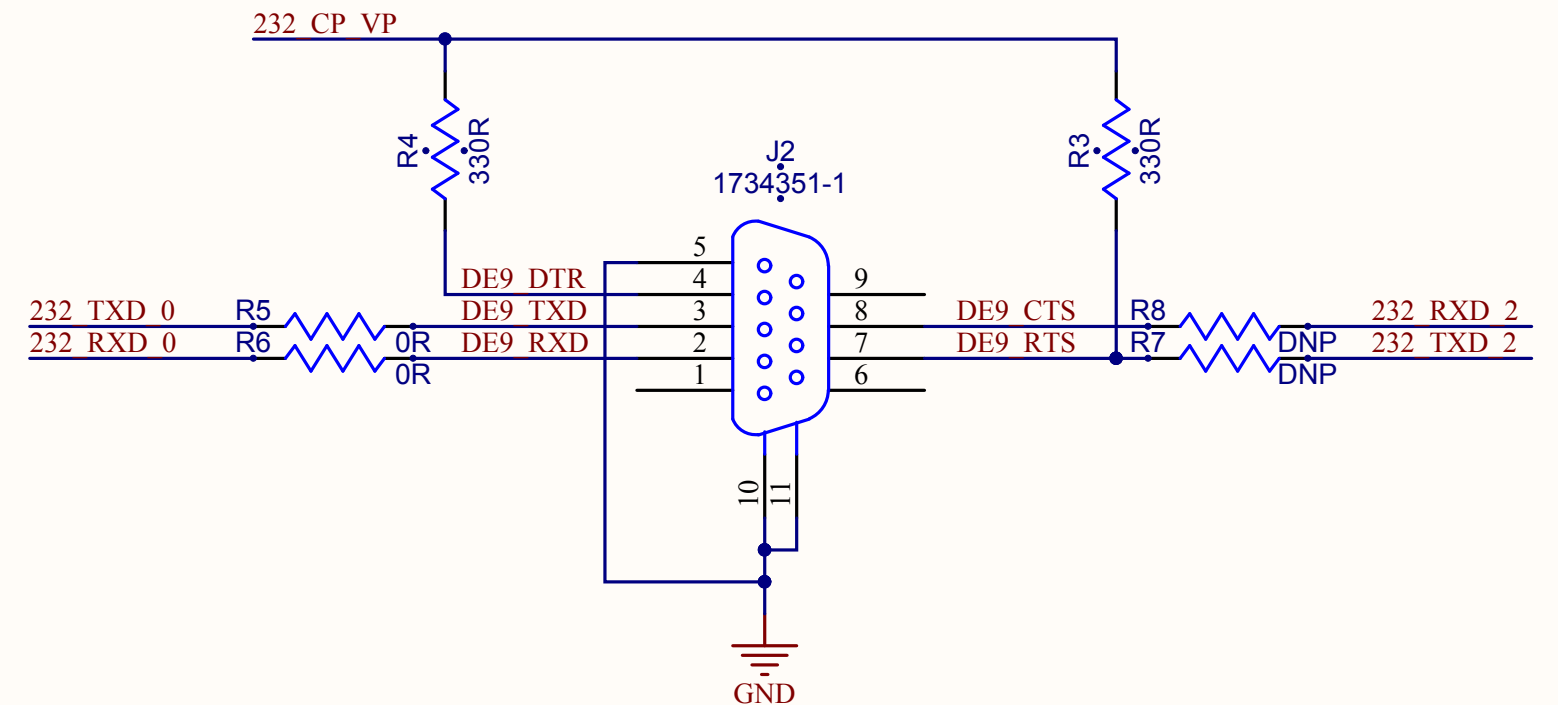 232_CP_VP
R4
330R
R3
330R
J2
1734351-1
5
4
3
2
1
9
8
7
6
10
11
DE9_DTR
232_TXD_0
R5
0R
DE9_TXD
232_RXD_0
R6
0R
DE9_RXD
DE9_CTS
R8
DNP
232_RXD_2
DE9_RTS
R7
DNP
232_TXD_2
GND